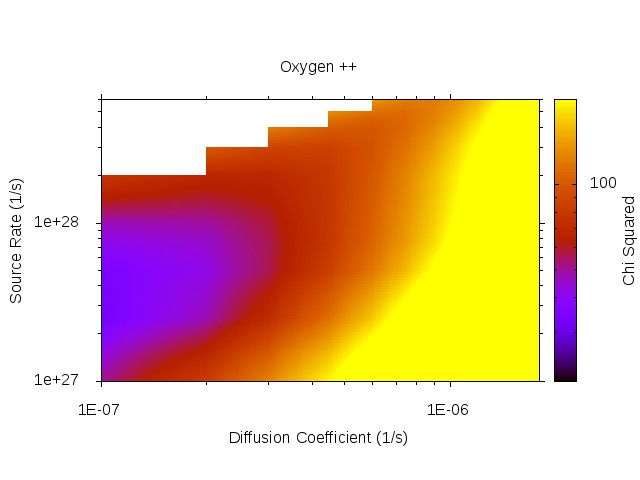 Oxygen ++
Source Rate (1/s)
1e+28
1e+27
1E-07
1E-06
Diffusion Coefficient (1/s)
100
Chi Squared